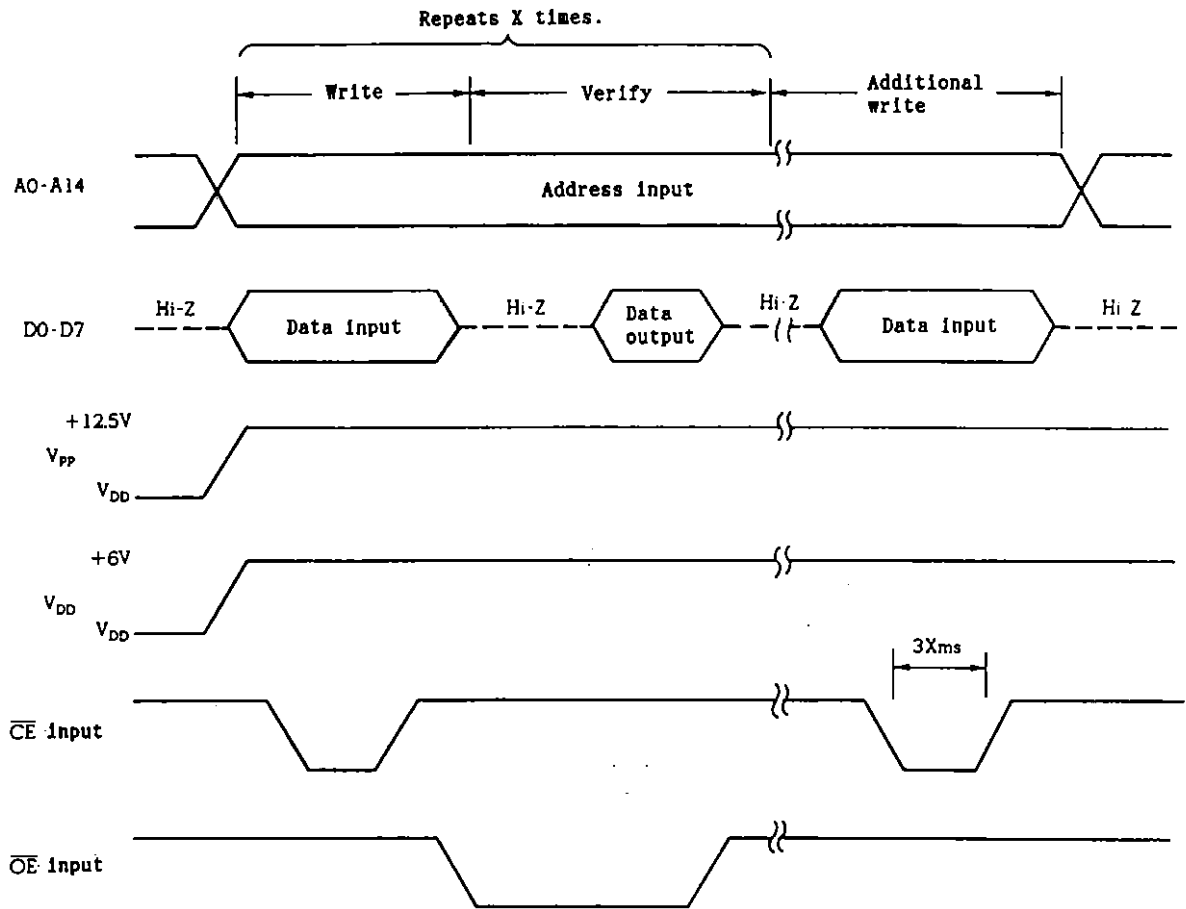 Repeats X times.
Write
Verify
Additional
write
A0-A14
Address input
D0-D7
Hi-Z
Data input
Hi-Z
Data
output
Hi-Z
Data input
Hi-Z
+12.5V
VPP
VDD
+6V
VDD
VDD
3Xms
CE input
OE input